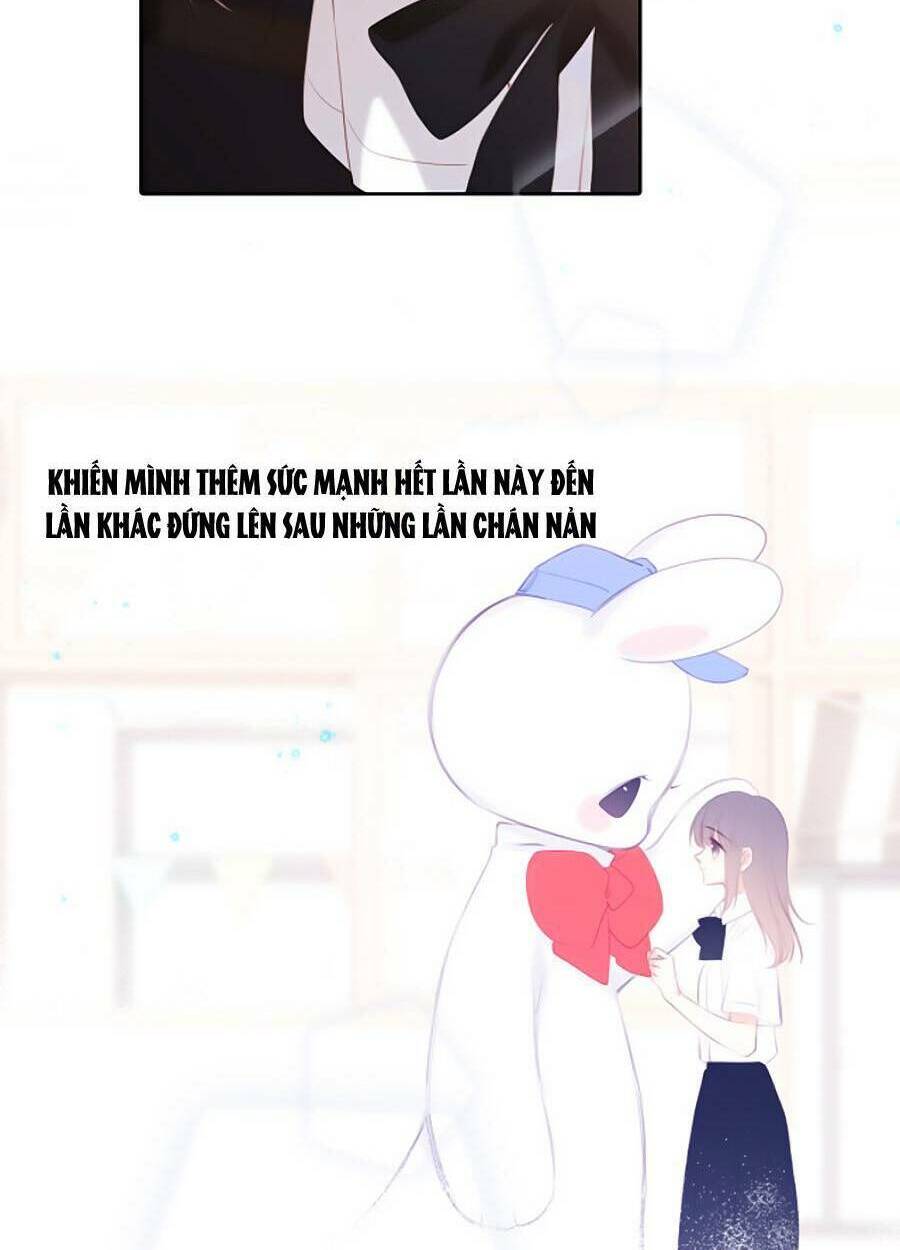 KHIẾN MÌNH THÊM SỨC MẠNH HẾT LẦN NÀY ĐẾN
LẦN KHÁC ĐỨNG LÊN SAU NHỮNG LẦN CHÁN NẢN